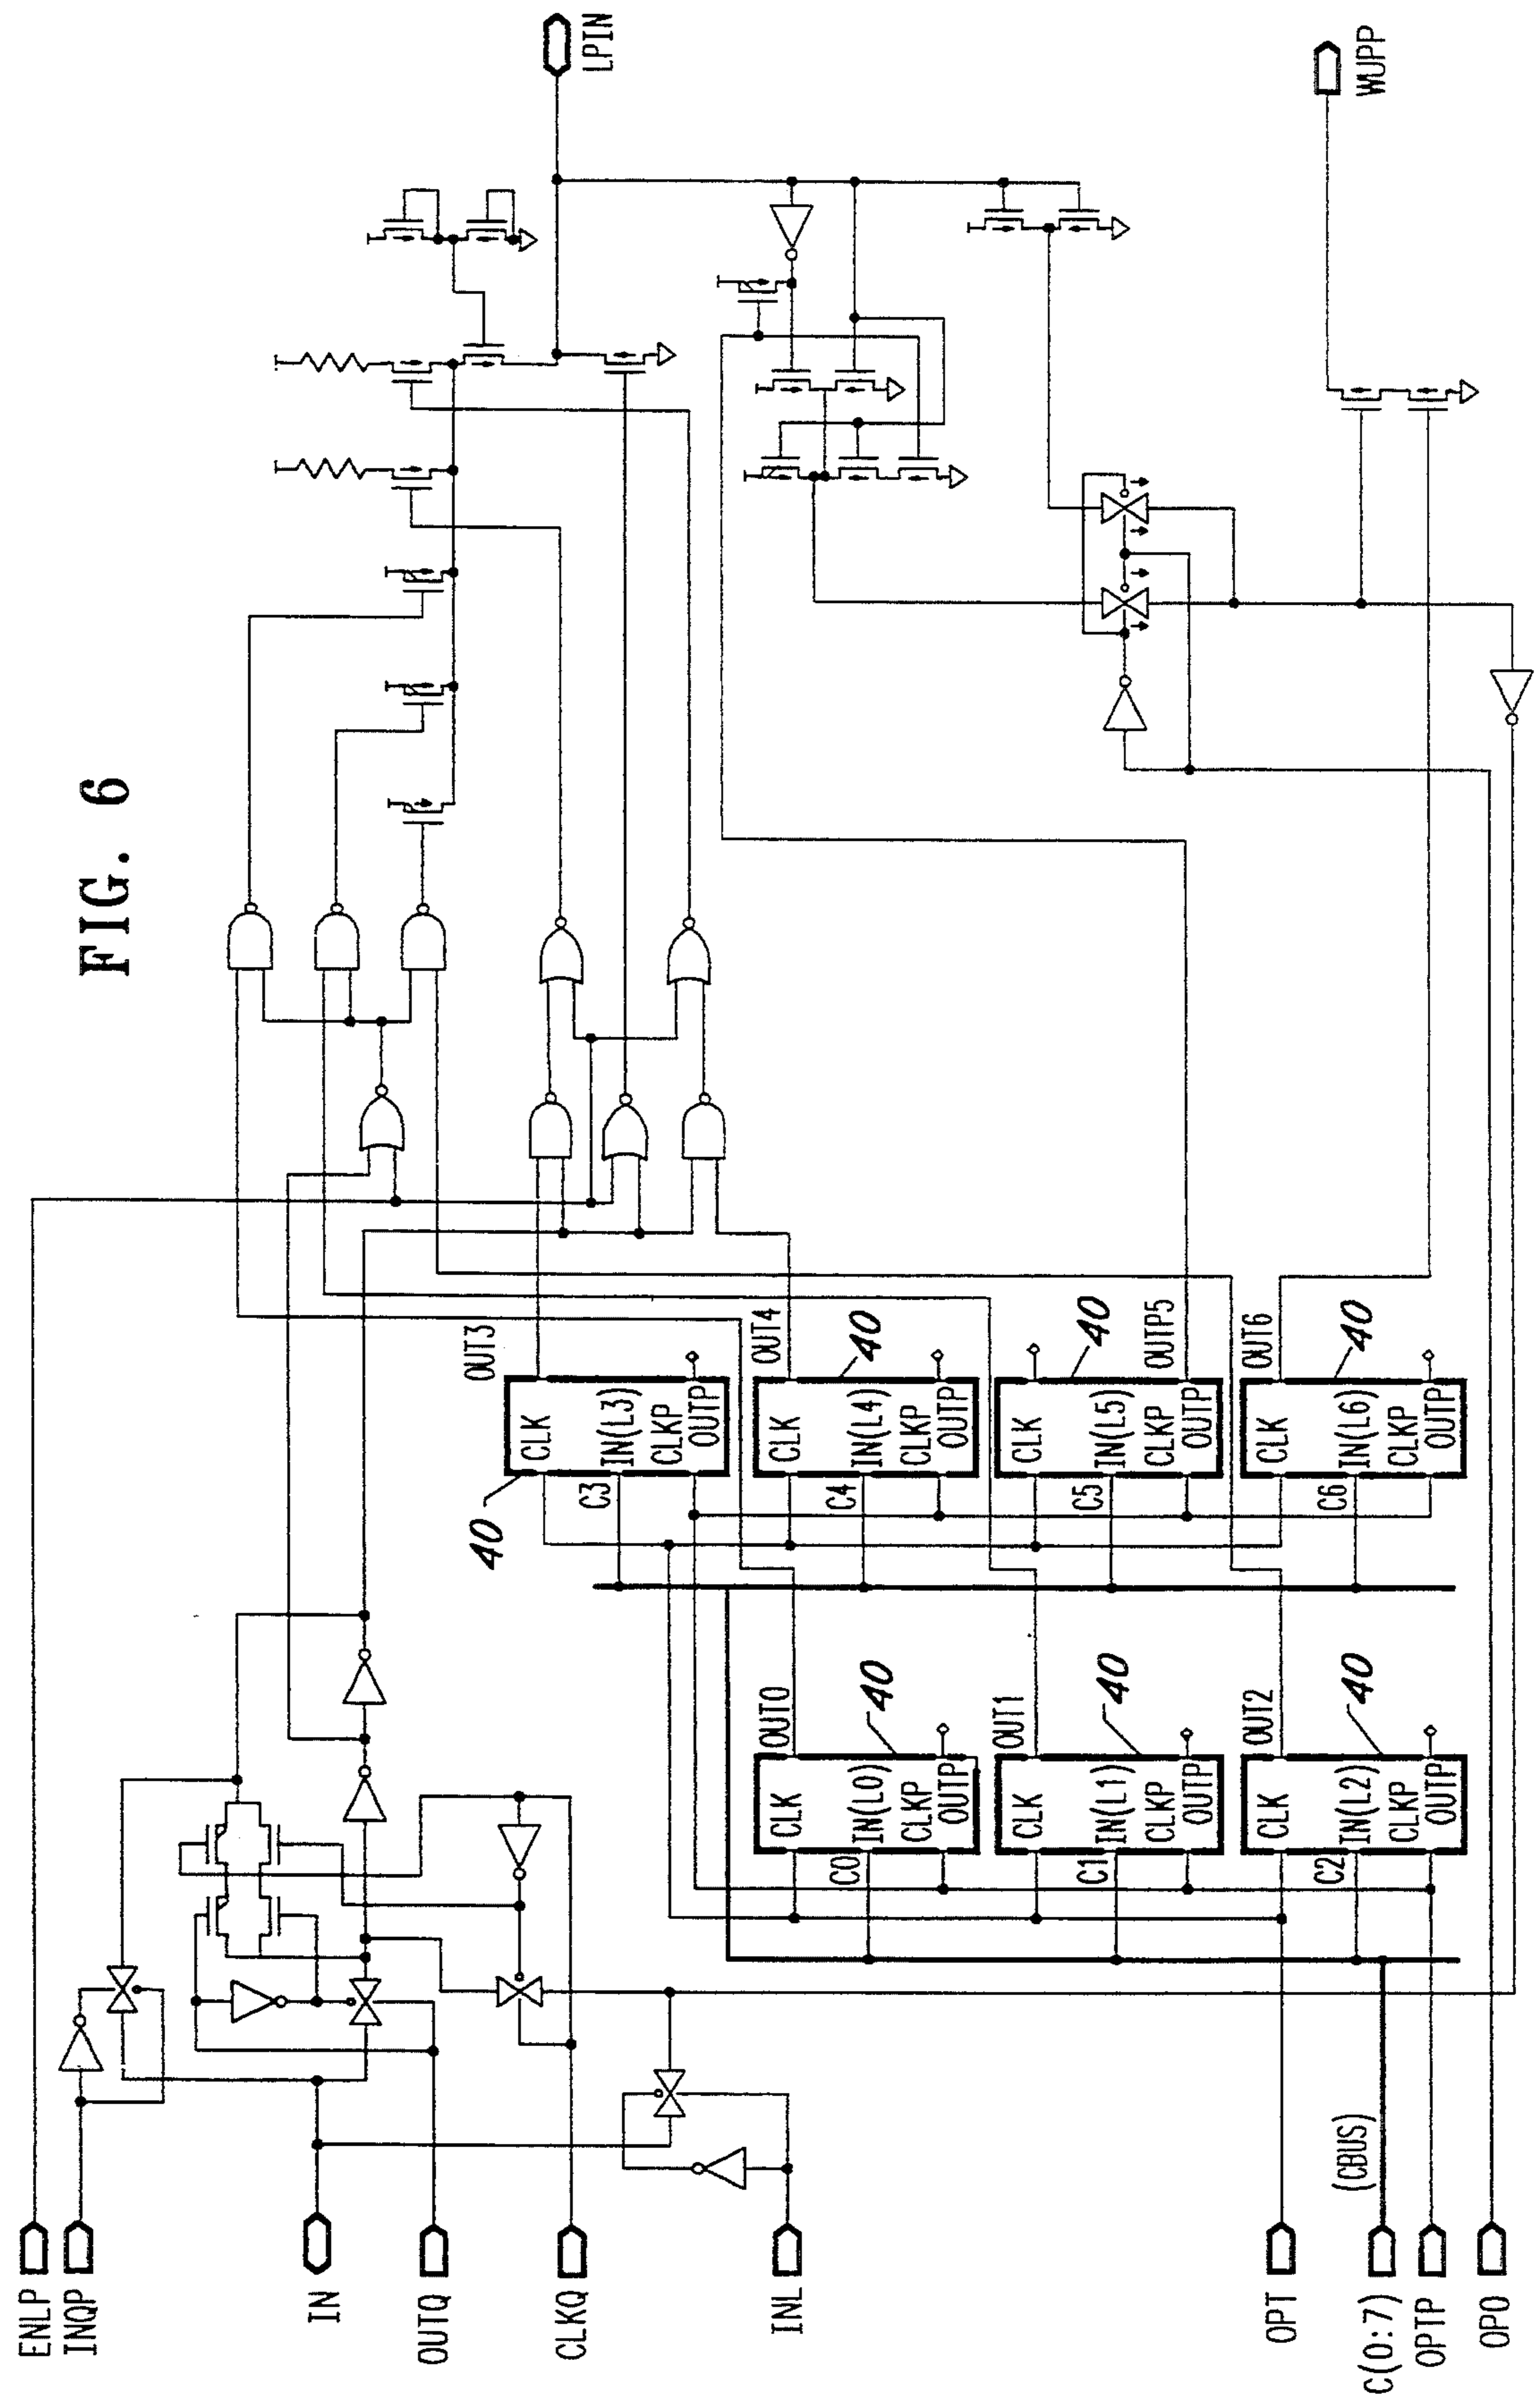 FIG. 6
ENLP
INQP
IN
OUTQ
CLKQ
INL
OPT
C(0:7)
(CBUS)
OPTP
OPO
LPIN
WUPP
40
OUT3
CLK
C3
IN(L3)
CLKP
OUTP
OUT4
40
CLK
C4
IN(L4)
CLKP
OUTP
40
CLK
C5
IN(L5)
CLKP
OUTP
OUTP5
OUT6
40
CLK
C6
IN(L6)
CLKP
OUTP
OUT0
40
CLK
C0
IN(L0)
CLKP
OUTP
OUT1
40
CLK
C1
IN(L1)
CLKP
OUTP
OUT2
40
CLK
C2
IN(L2)
CLKP
OUTP